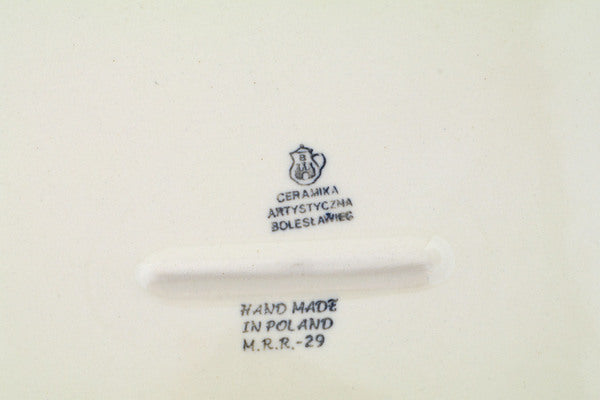 B
CERAMIKA
ARTYSTYCZNA
BOLESŁAWIEC
HAND MADE
IN POLAND
M.R.R.-29